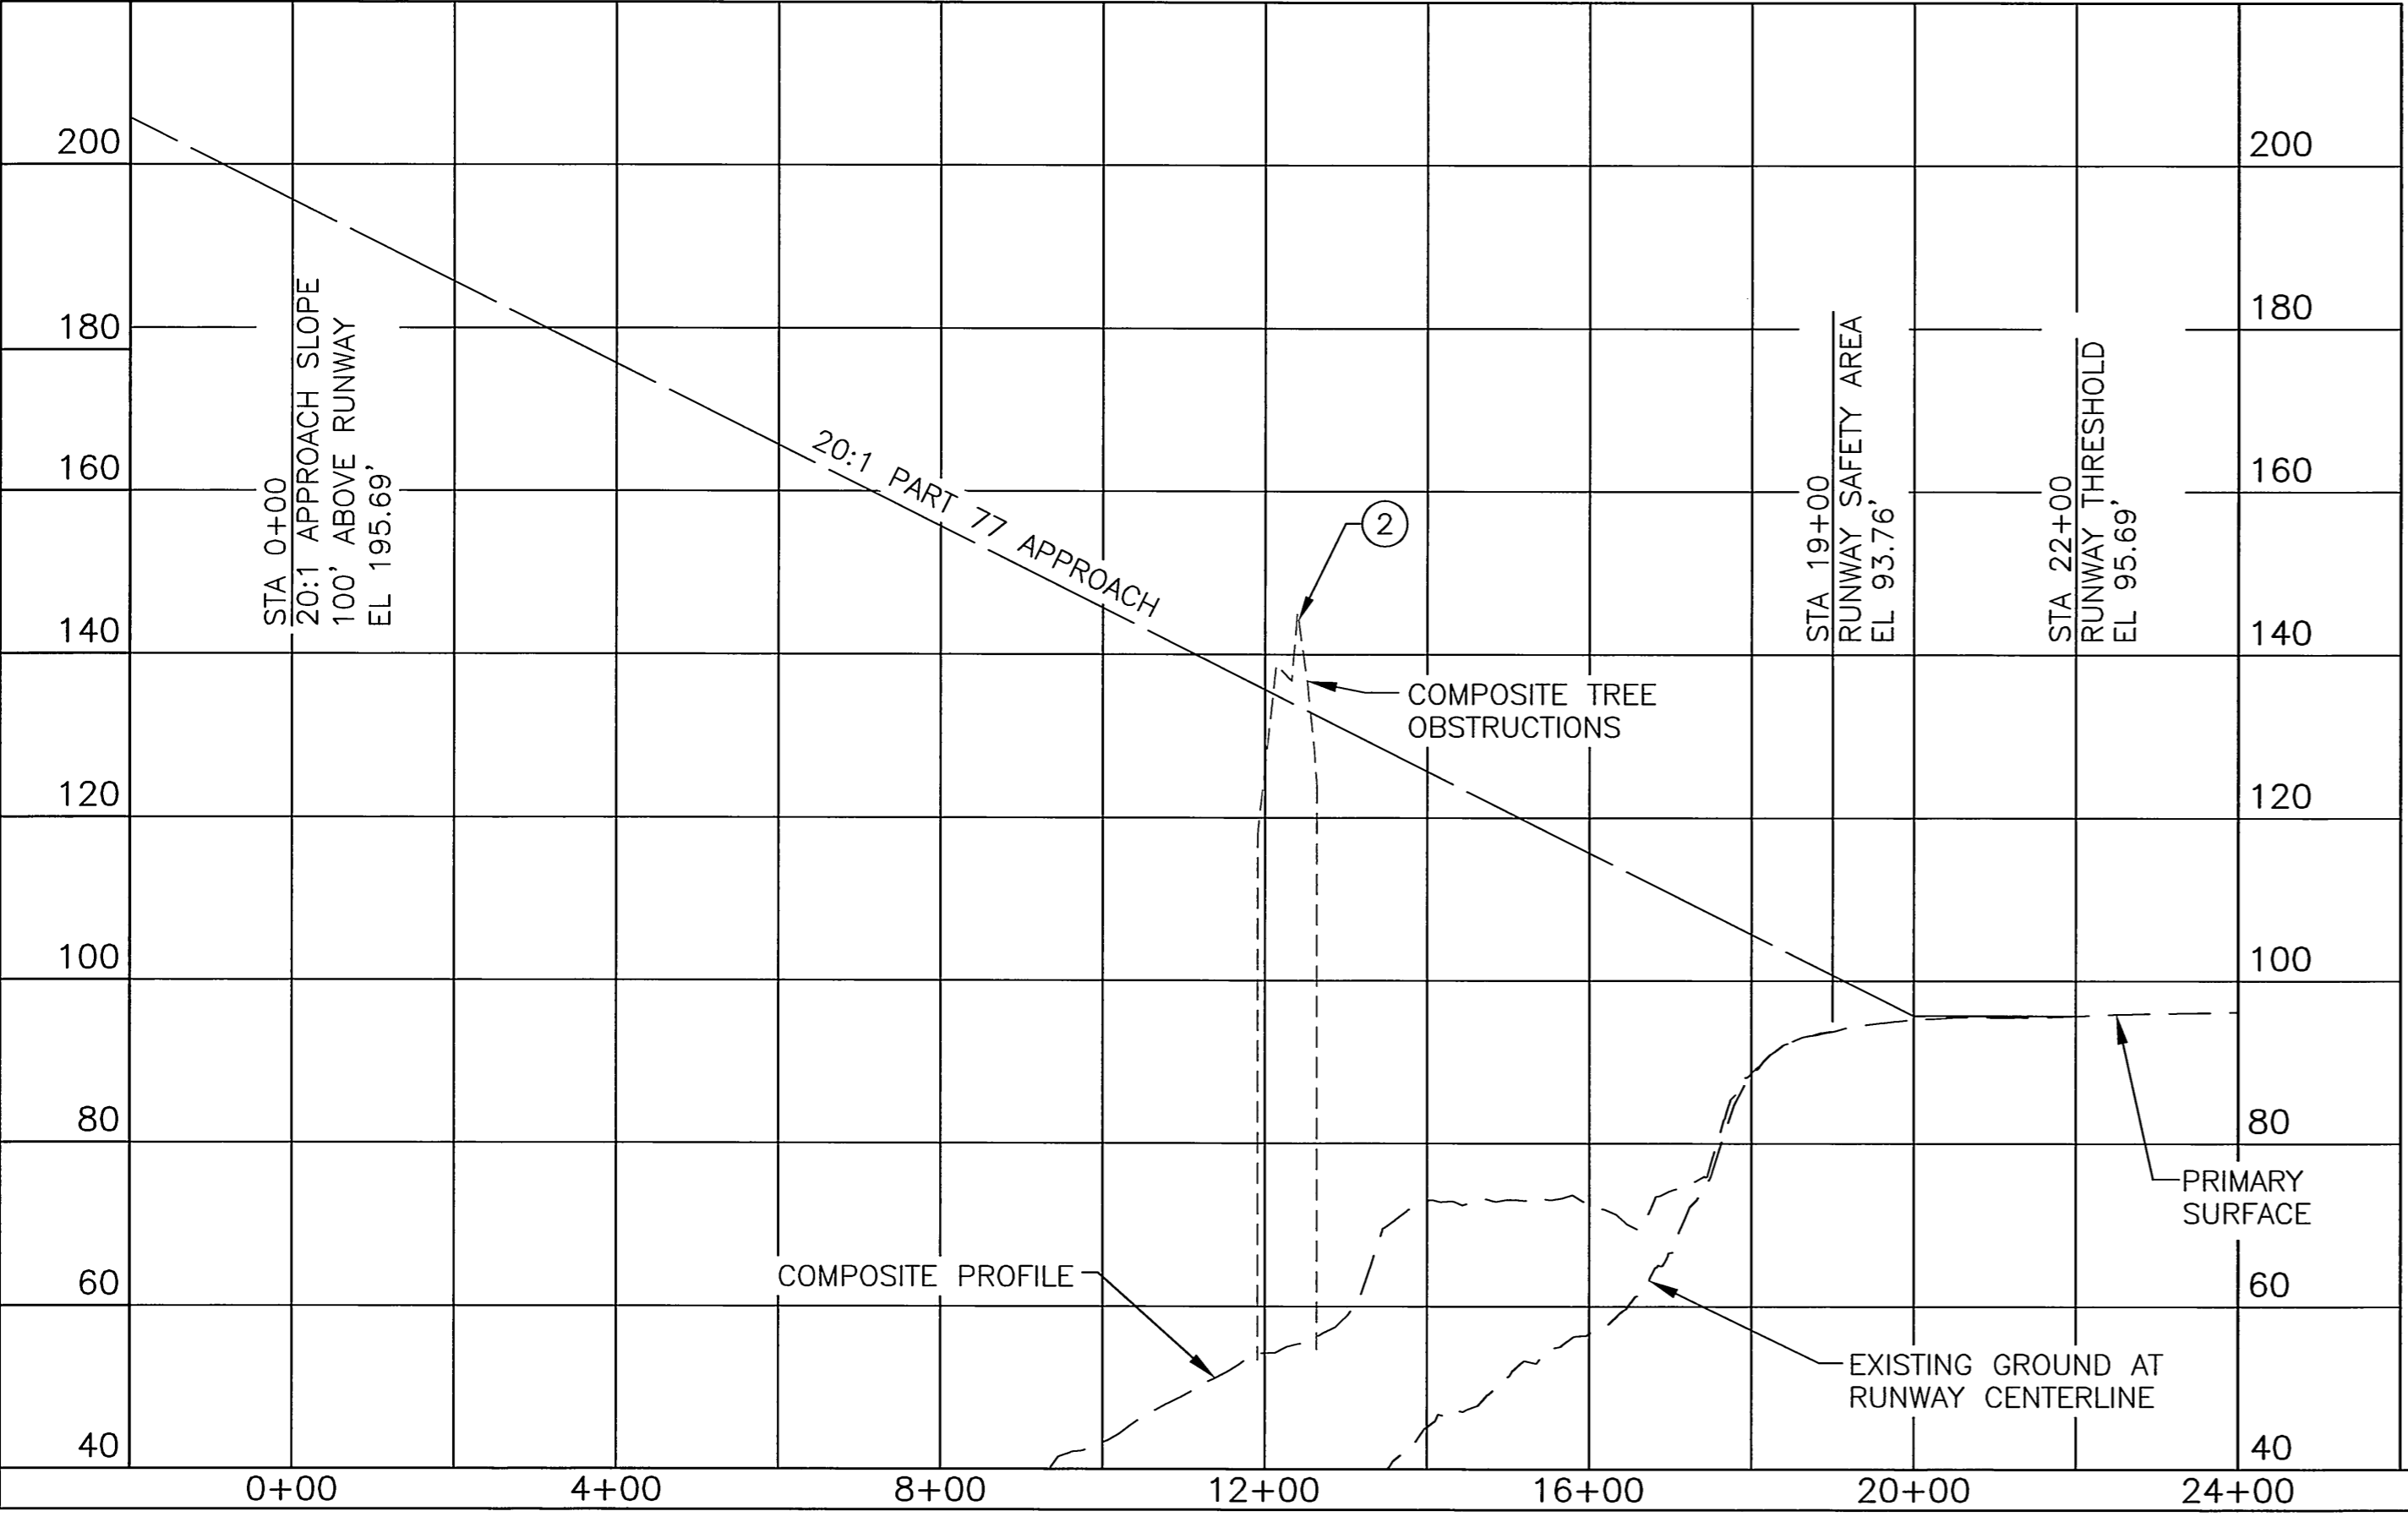 200
180
160
140
120
100
80
60
40
STA 0+00
20:1 APPROACH SLOPE
100' ABOVE RUNWAY
EL 195.69'
20:1 PART 77 APPROACH
2
COMPOSITE TREE
OBSTRUCTIONS
STA 19+00
RUNWAY SAFETY AREA
EL 93.76'
STA 22+00
RUNWAY THRESHOLD
EL 95.69'
COMPOSITE PROFILE
PRIMARY
SURFACE
EXISTING GROUND AT
RUNWAY CENTERLINE
200
180
160
140
120
100
80
60
40
0+00
4+00
8+00
12+00
16+00
20+00
24+00